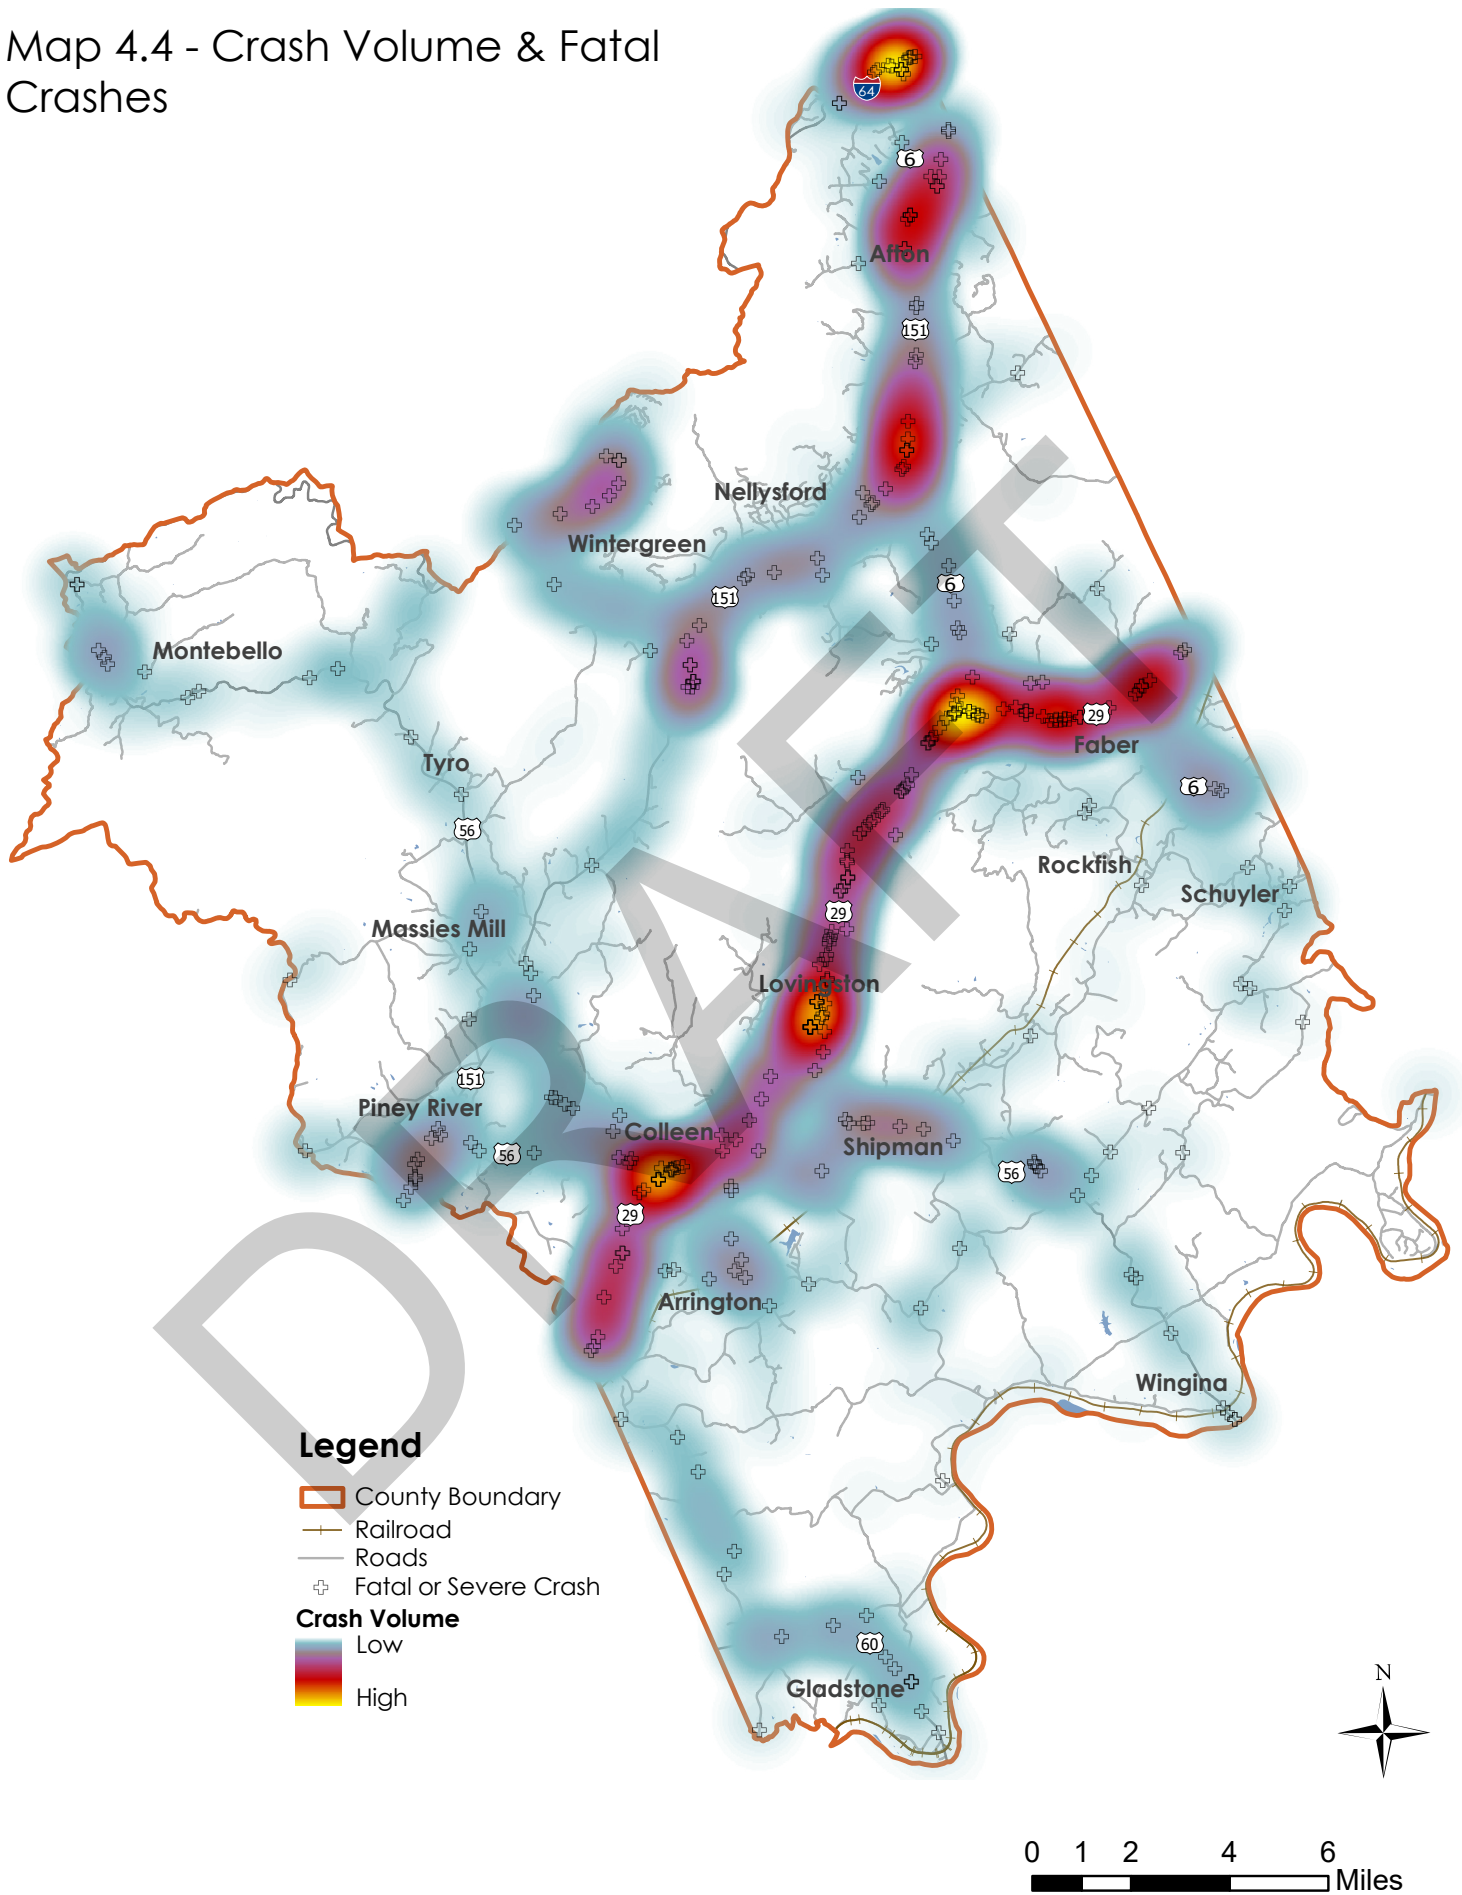 Map 4.4 - Crash Volume & Fatal
Crashes
64
6
Afton
151
Nellysford
Wintergreen
6
151
Montebello
29
Faber
Tyro
6
56
Rockfish
Schuyler
29
Massies Mill
Lovingston
151
Piney River
Colleen
Shipman
56
56
29
Arrington
Wingina
Legend
County Boundary
Railroad
Roads
Fatal or Severe Crash
Crash Volume
Low
High
60
Gladstone
N
0 1 2 4 6
Miles
DRAFT